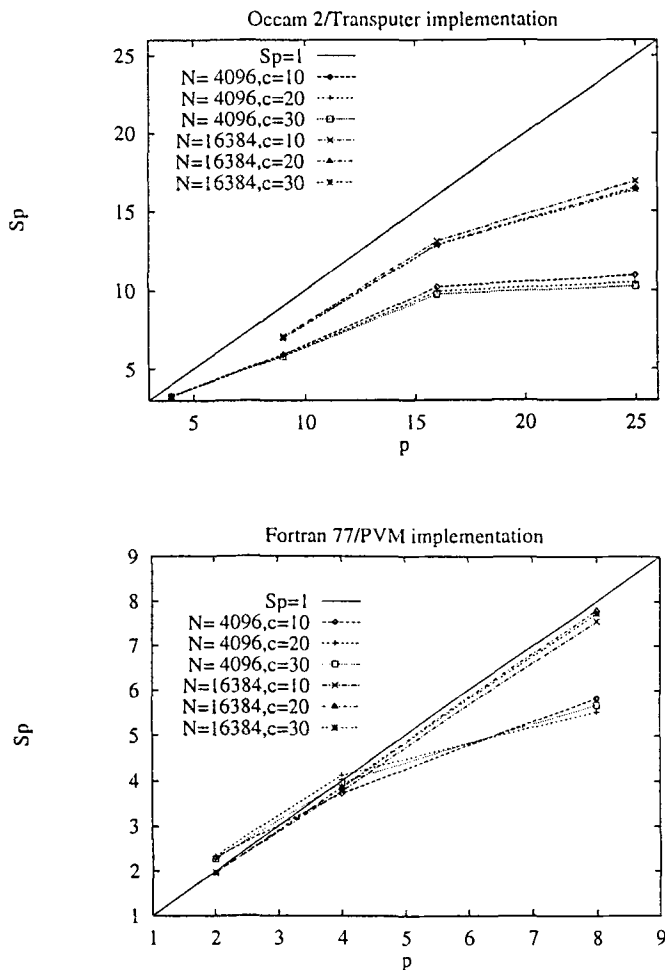 Occam 2/Transputer implementation
Sp=1
N= 4096,c=10
N= 4096,c=20
N= 4096,c=30
N=16384,c=10
N=16384,c=20
N=16384,c=30
25
20
15
10
5
Sp
5
10
15
20
25
p
Fortran 77/PVM implementation
Sp=1
N= 4096,c=10
N= 4096,c=20
N= 4096,c=30
N=16384,c=10
N=16384,c=20
N=16384,c=30
9
8
7
6
5
4
3
2
1
Sp
1
2
3
4
5
6
7
8
9
p